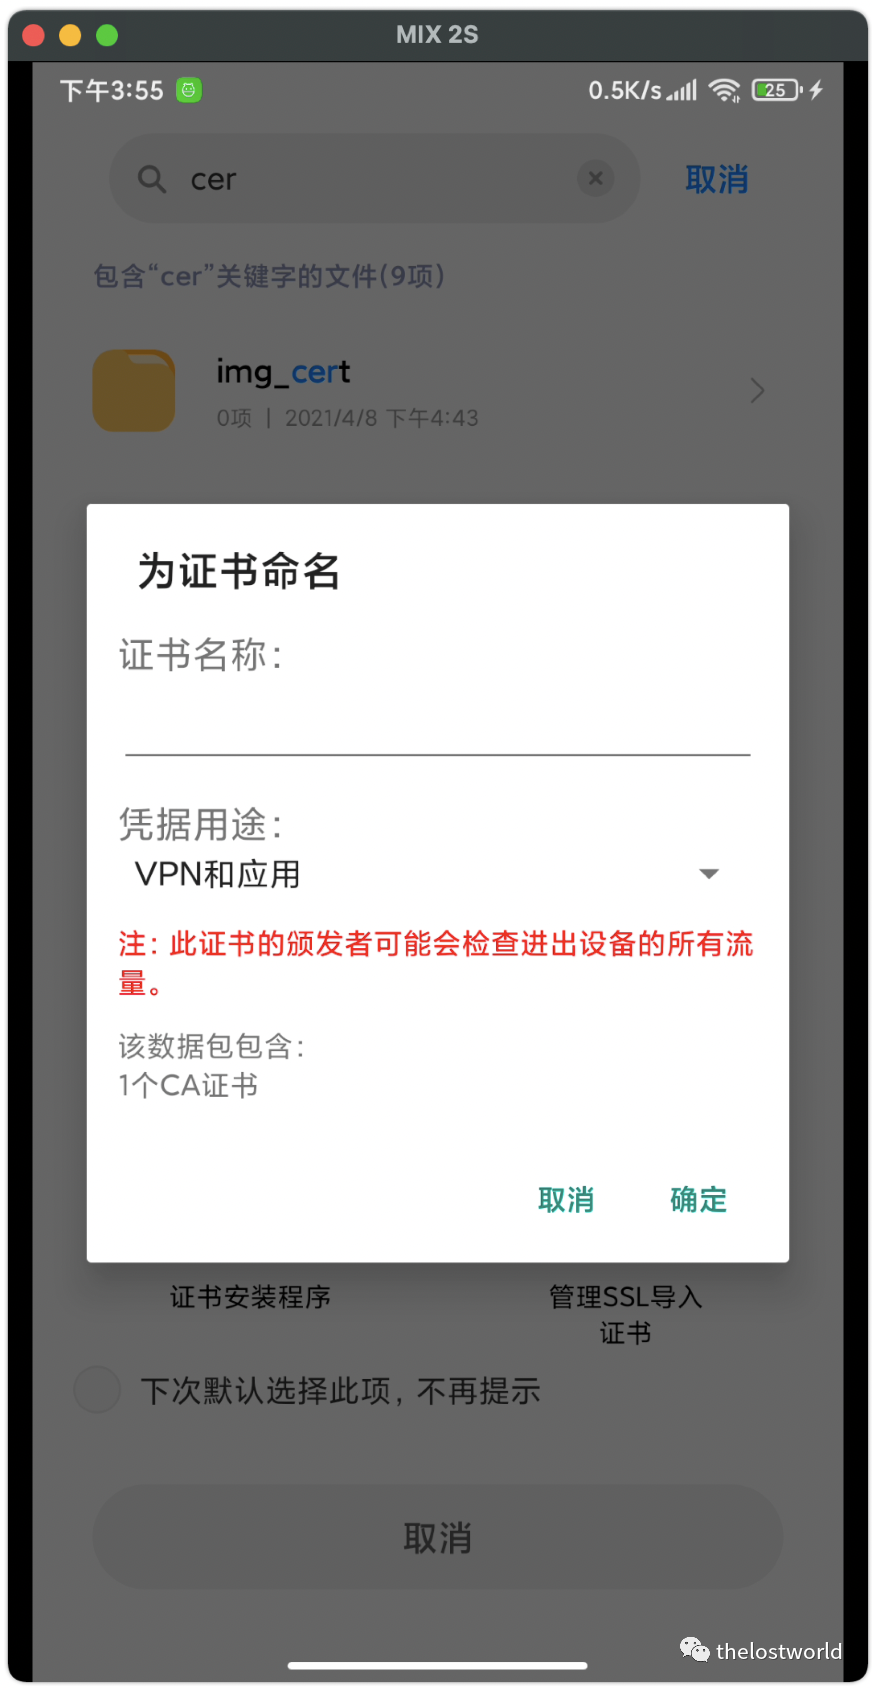 MIX 2S
下午3:55
0.5K/s
25
cer
取消
包含“cer”关键字的文件(9项)
img_cert
0项 | 2021/4/8 下午4:43
为证书命名
证书名称:
凭据用途:
VPN和应用
注: 此证书的颁发者可能会检查进出设备的所有流
量。
该数据包包含:
1个CA证书
取消
确定
证书安装程序
管理SSL导入
证书
下次默认选择此项, 不再提示
取消
thelostworld